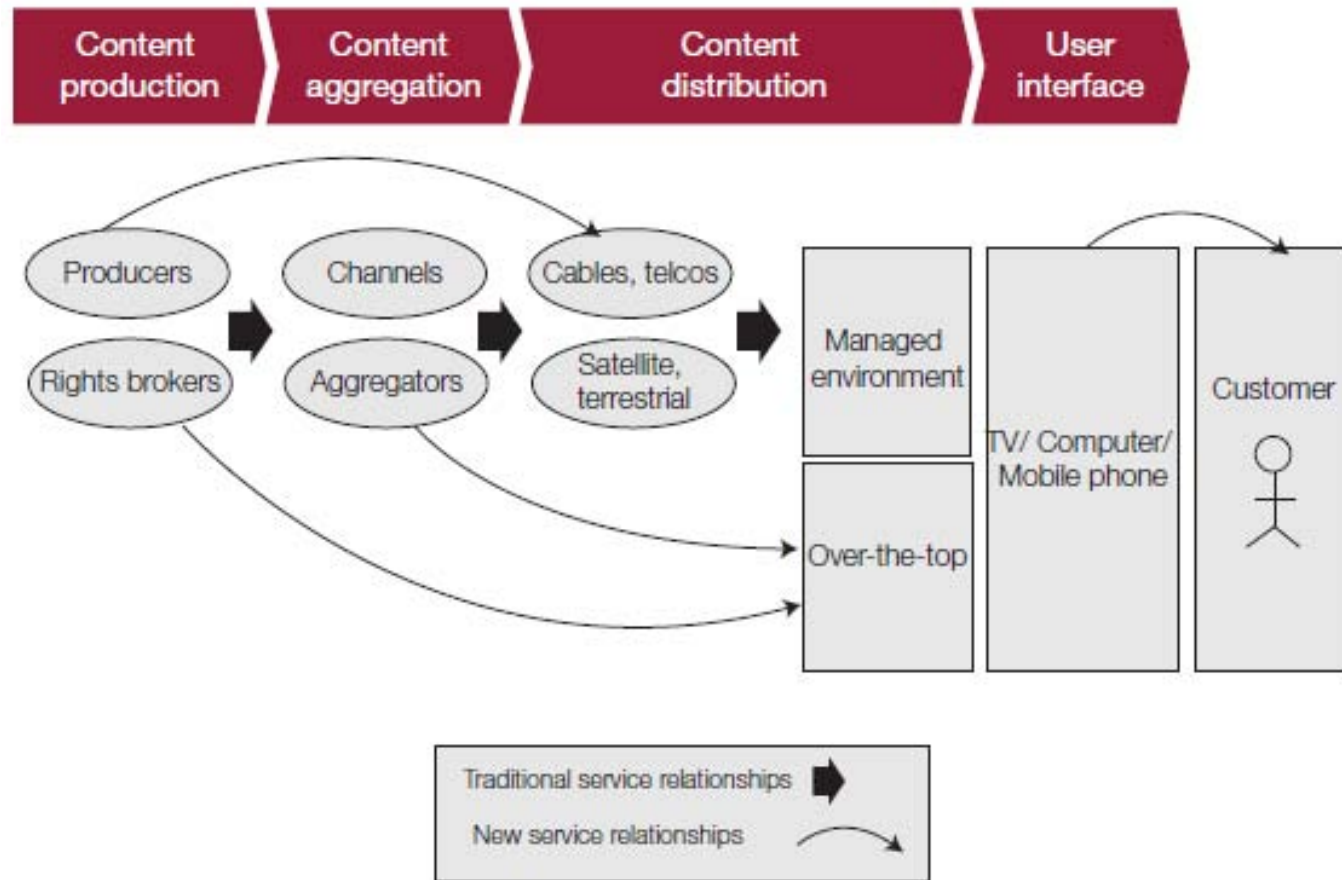 Content
production
Content
aggregation
Content
distribution
User
interface
Producers
Channels
Cables, telcos
Rights brokers
Aggregators
Satellite,
terrestrial
Managed
environment
Over-the-top
TV/ Computer/
Mobile phone
Customer
Traditional service relationships
New service relationships